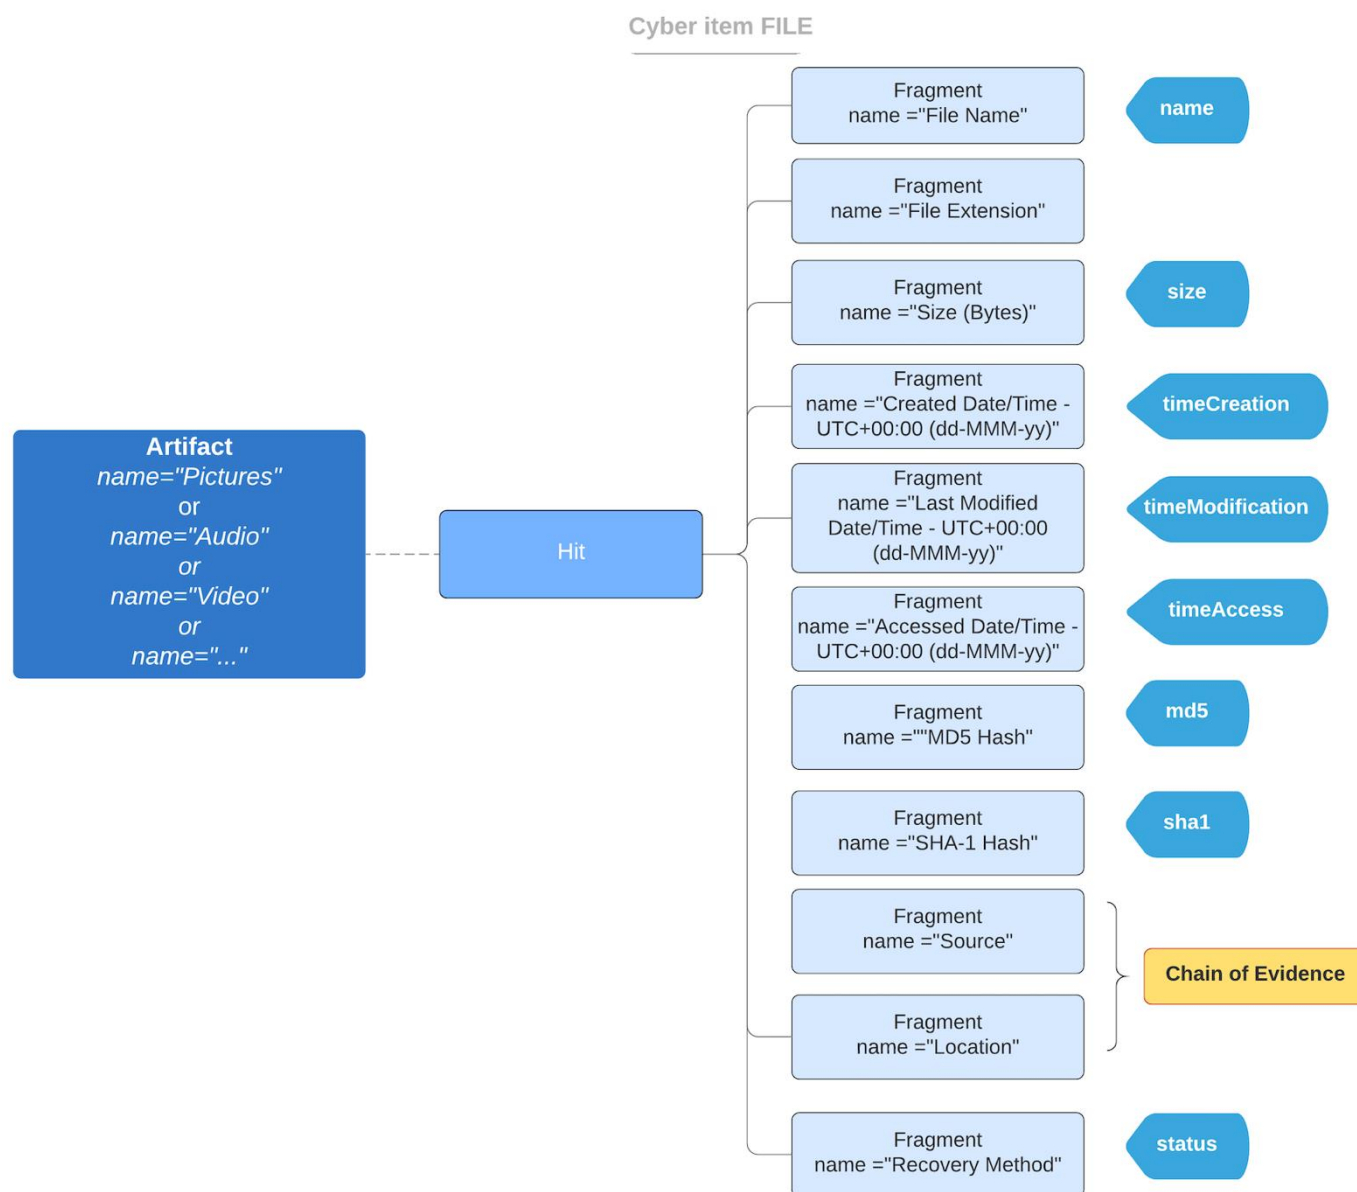 Cyber item FILE
Fragment
name ="File Name"
name
Fragment
name ="File Extension"
Fragment
name ="Size (Bytes)"
size
Fragment
name ="Created Date/Time -
UTC+00:00 (dd-MMM-yy)"
timeCreation
Artifact
name="Pictures"
or
name="Audio"
or
name="Video"
or
name="..."
Hit
Fragment
name ="Last Modified
Date/Time - UTC+00:00
(dd-MMM-yy)"
timeModification
Fragment
name ="Accessed Date/Time -
UTC+00:00 (dd-MMM-yy)"
timeAccess
Fragment
name =""MD5 Hash"
md5
Fragment
name ="SHA-1 Hash"
sha1
Fragment
name ="Source"
Fragment
name ="Location"
Chain of Evidence
Fragment
name ="Recovery Method"
status